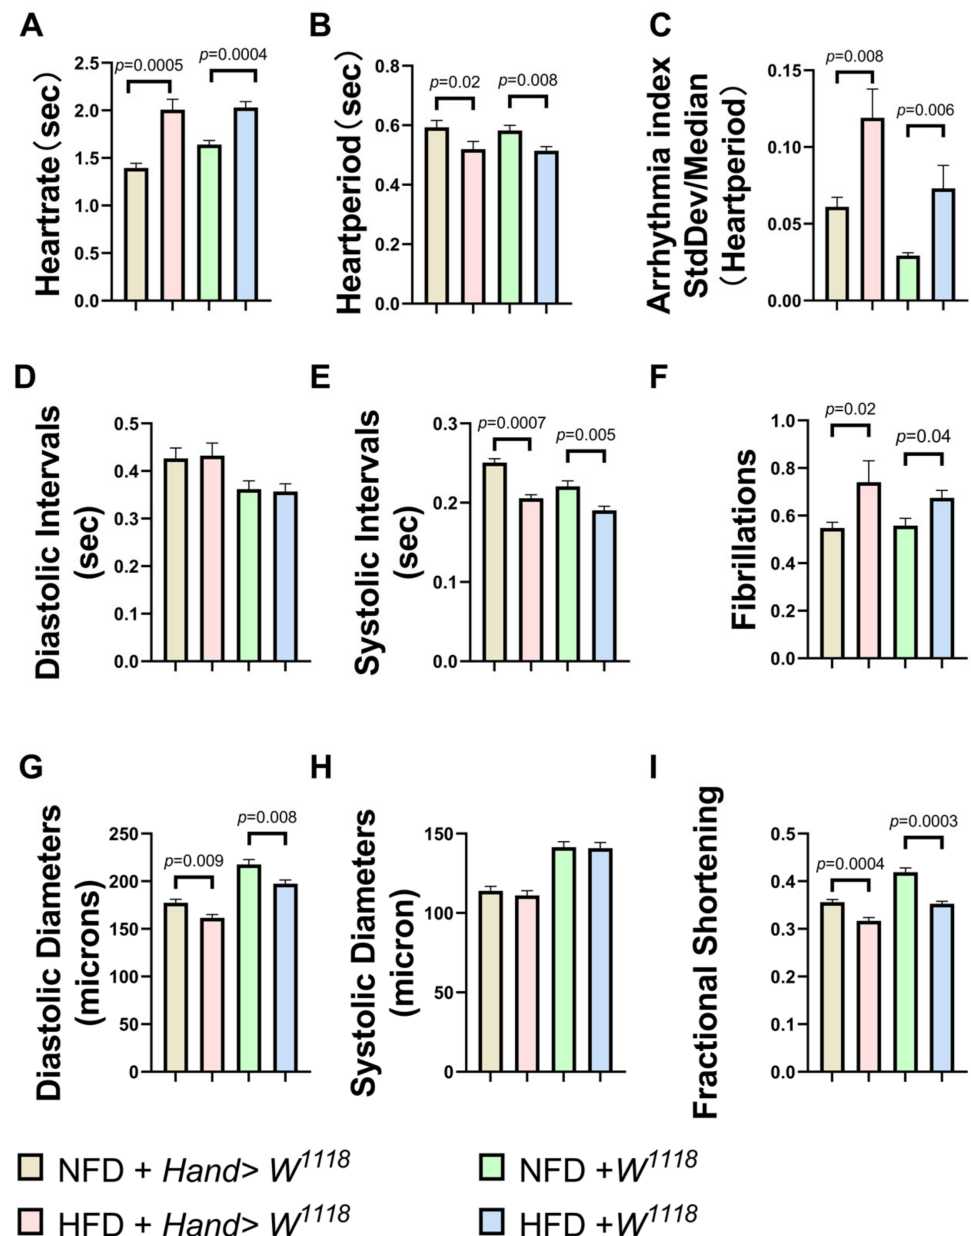 A
B
C
Heartrate (sec)
2.5
2.0
1.5
1.0
0.5
0.0
p=0.0005
p=0.0004
Heartperiod (sec)
0.8
0.6
0.4
0.2
0.0
p=0.02
p=0.008
Arrhythmia index
StdDev/Median
(Heartperiod)
0.15
0.10
0.05
0.00
p=0.008
p=0.006
D
E
F
Diastolic Intervals
(sec)
0.5
0.4
0.3
0.2
0.1
0.0
Systolic Intervals
(sec)
0.3
0.2
0.1
0.0
p=0.0007
p=0.005
Fibrillations
1.0
0.8
0.6
0.4
0.2
0.0
p=0.02
p=0.04
G
H
I
Diastolic Diameters
(microns)
250
200
150
100
50
0
p=0.009
p=0.008
Systolic Diameters
(micron)
150
100
50
0
Fractional Shortening
0.5
0.4
0.3
0.2
0.1
0.0
p=0.0004
p=0.0003
NFD + Hand> W^1118
NFD +W^1118
HFD + Hand> W^1118
HFD +W^1118